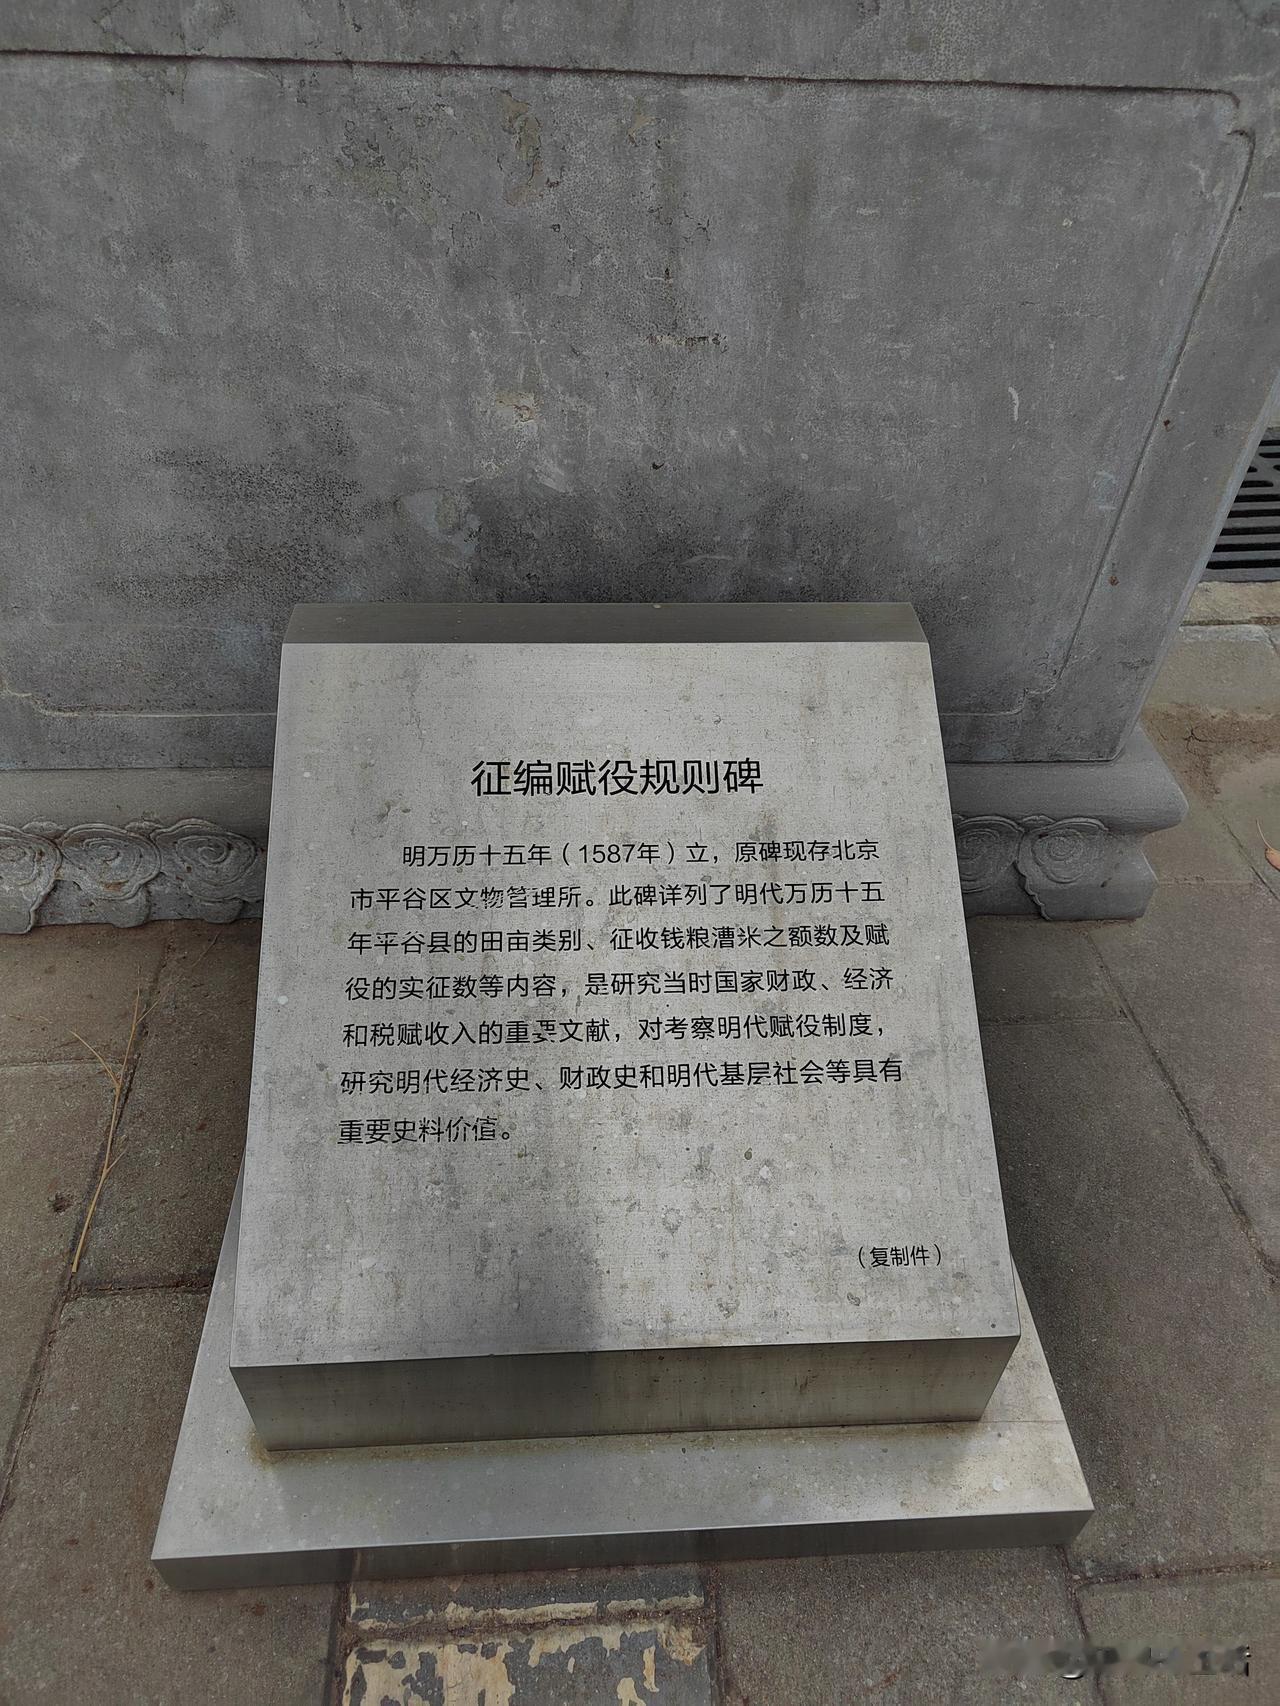 征编赋役规则碑
明万历十五年（1587年）立，原碑现存北京
市平谷区文物管理所。此碑详列了明代万历十五
年平谷县的田亩类别、征收钱粮漕米之额数及赋
役的实征数等内容，是研究当时国家财政、经济
和税赋收入的重要文献，对考察明代赋役制度，
研究明代经济史、财政史和明代基层社会等具有
重要史料价值。
（复制件）